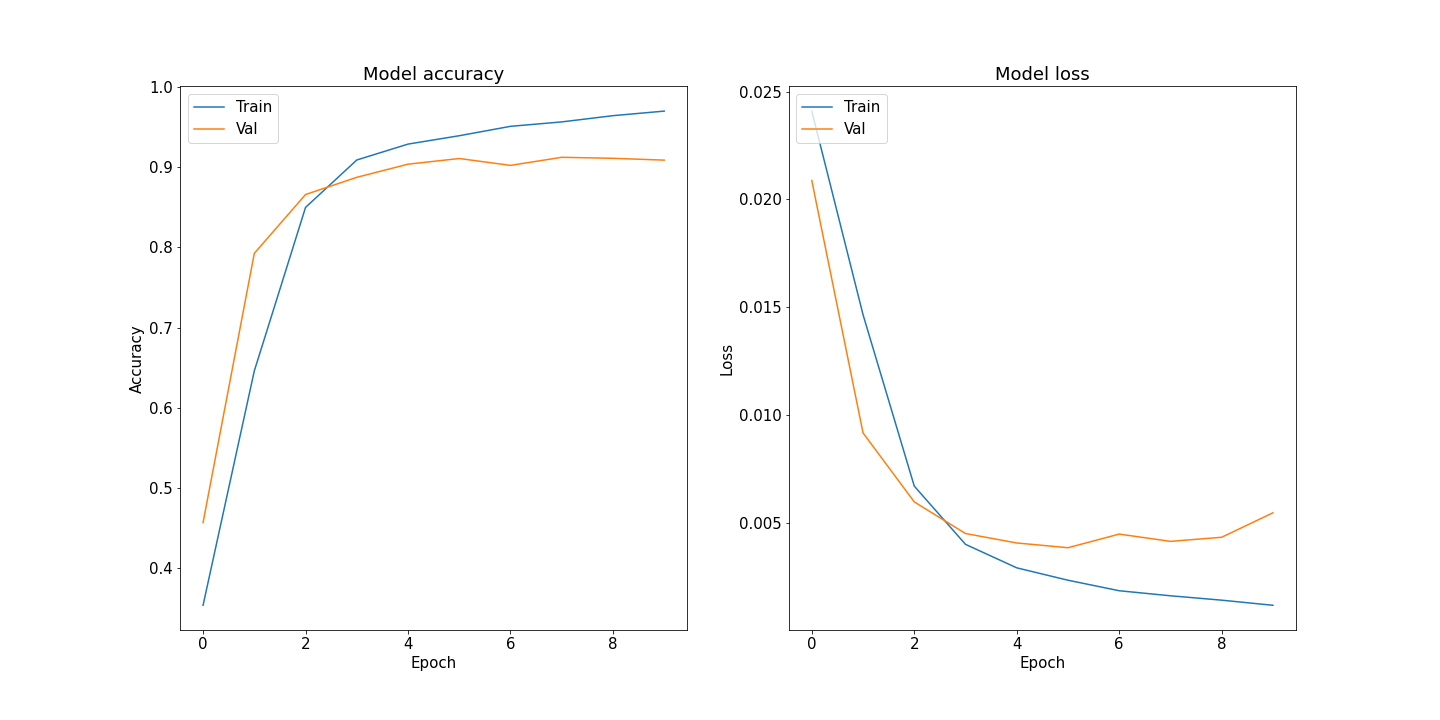 Model accuracy
1.0
0.9
0.8
0.7
0.6
0.5
0.4
Accuracy
Train
Val
0 2 4 6 8
Epoch
Model loss
0.025
0.020
0.015
0.010
0.005
Loss
Train
Val
0 2 4 6 8
Epoch